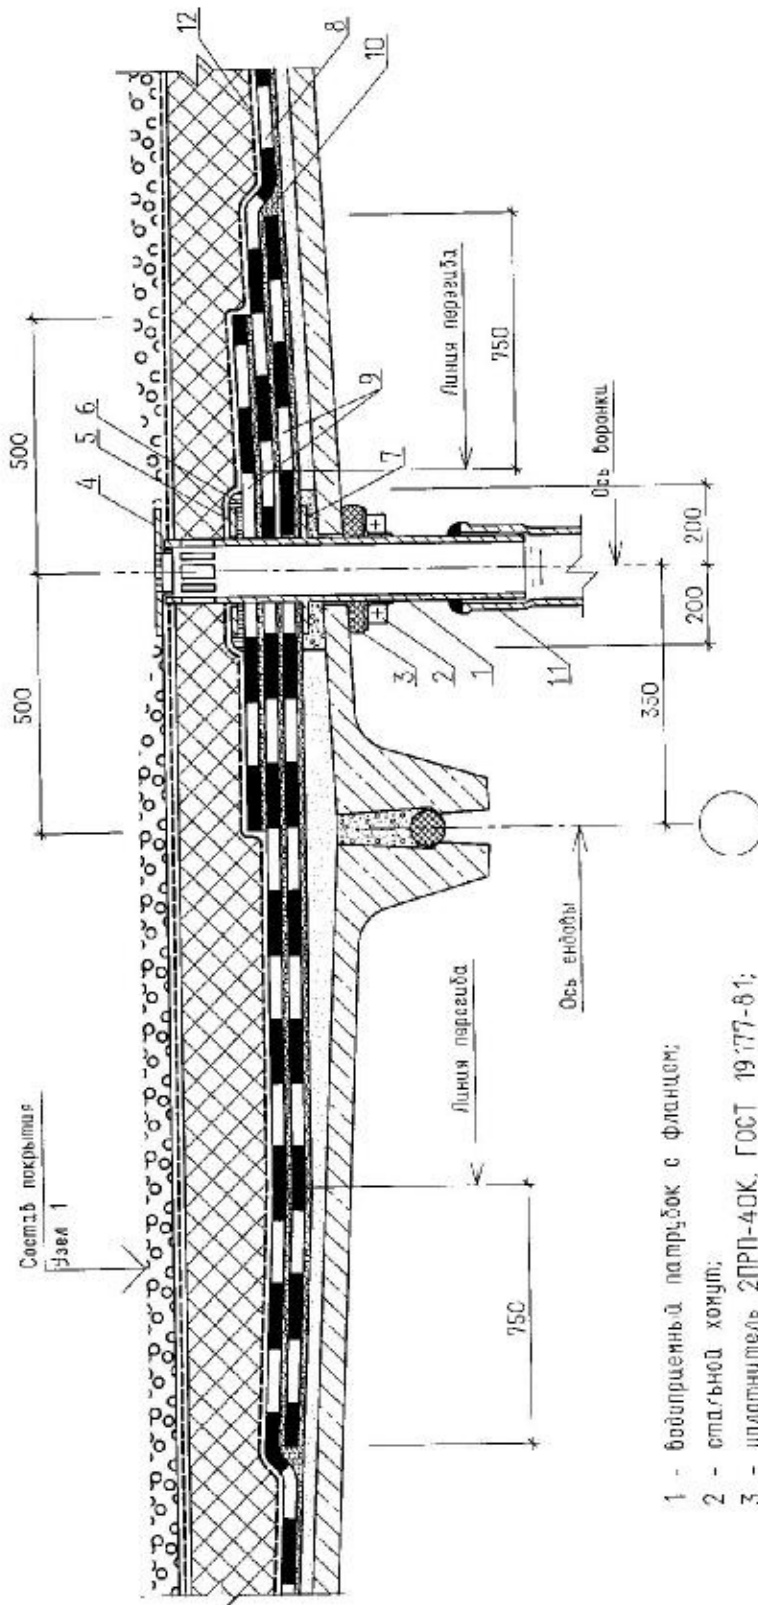 Состав покрытия
Узел 1
500
500
4
5
6
12
8
10
9
7
3
2
1
11
Линия перегиба
750
Линия перегиба
750
Ось воронки
Ось ендовы
200
200
350
1 - водоприемный патрубок с фланцем;
2 - стальной хомут;
3 - уплотнитель 2ПРП-40К, ГОСТ 19177-81;